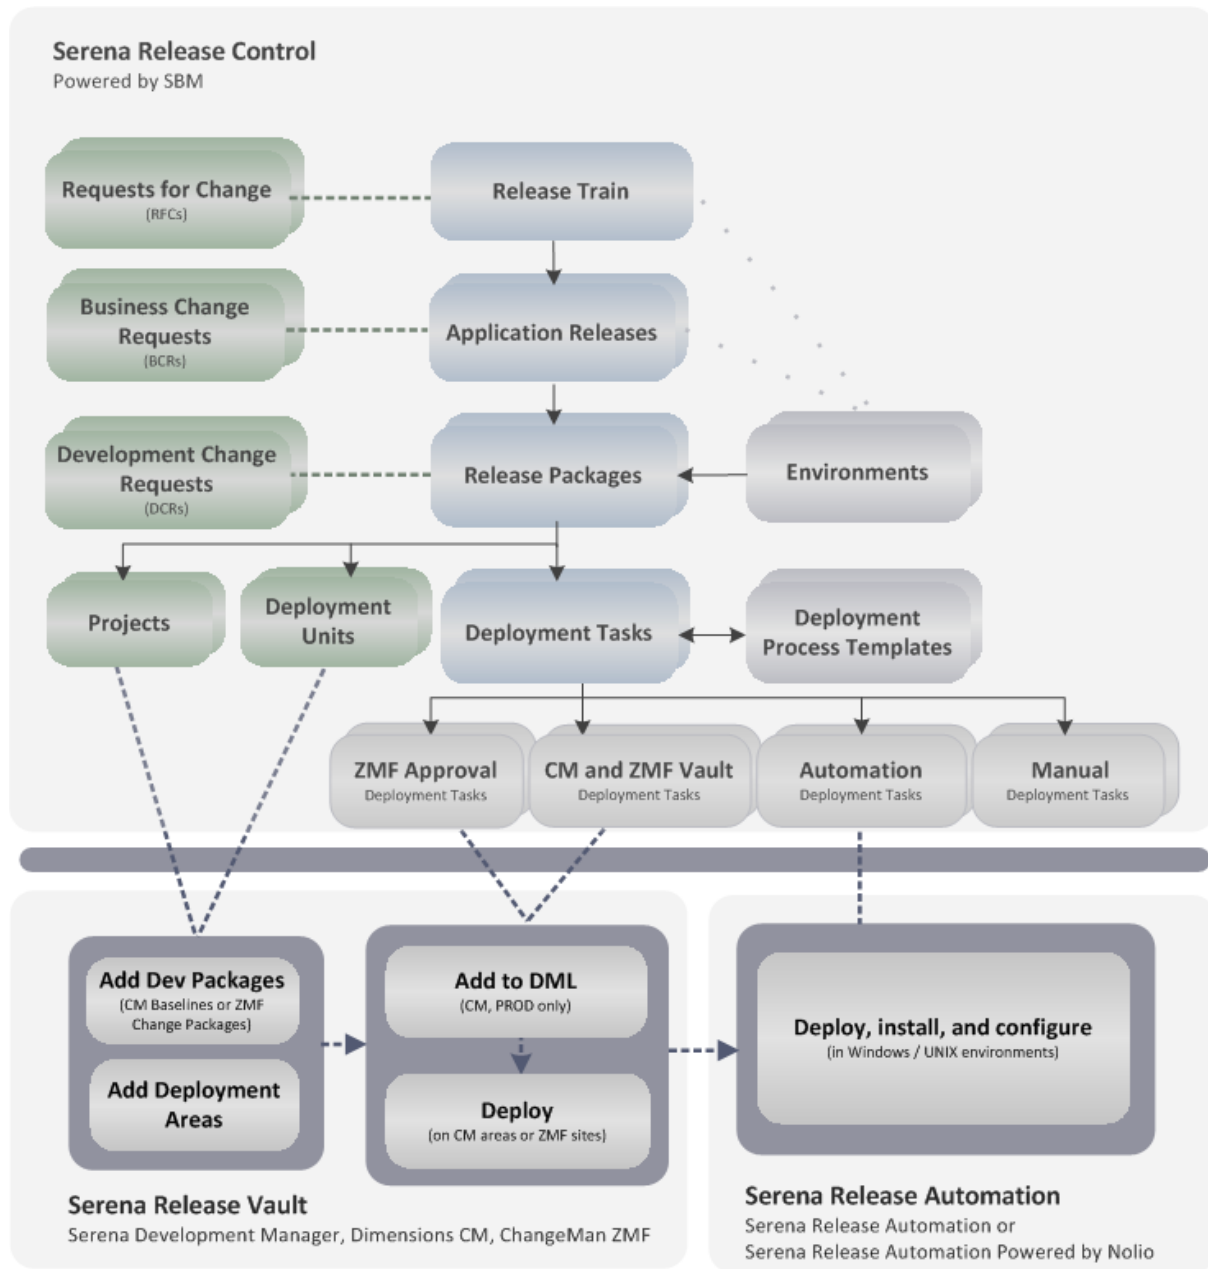 Serena Release Control
Powered by SBM
Requests for Change
(RFCs)
Release Train
Business Change
Requests
(BCRs)
Application Releases
Development Change
Requests
(DCRs)
Release Packages
Environments
Projects
Deployment
Units
Deployment Tasks
Deployment
Process Templates
ZMF Approval
Deployment Tasks
CM and ZMF Vault
Deployment Tasks
Automation
Deployment Tasks
Manual
Deployment Tasks
Add Dev Packages
(CM Baselines or ZMF
Change Packages)
Add Deployment
Areas
Add to DML
(CM, PROD only)
Deploy
(on CM areas or ZMF sites)
Deploy, install, and configure
(in Windows / UNIX environments)
Serena Release Vault
Serena Development Manager, Dimensions CM, ChangeMan ZMF
Serena Release Automation
Serena Release Automation or
Serena Release Automation Powered by Nolio